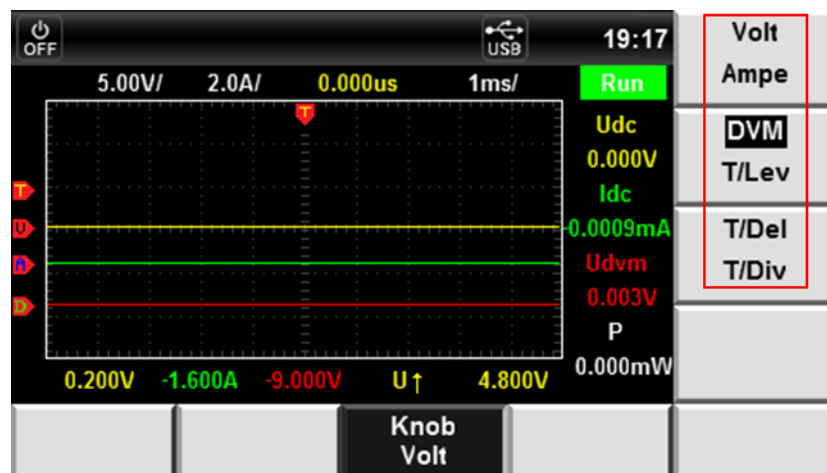 OFF
USB
19:17
5.00V/ 2.0A/ 0.000us 1ms/ Run
T
Udc
0.000V
Idc
-0.0009mA
Udvm
0.003V
P
0.000mW
T
U
A
D
0.200V -1.600A -9.000V U↑ 4.800V
Volt
Ampe
DVM
T/Lev
T/Del
T/Div
Knob
Volt